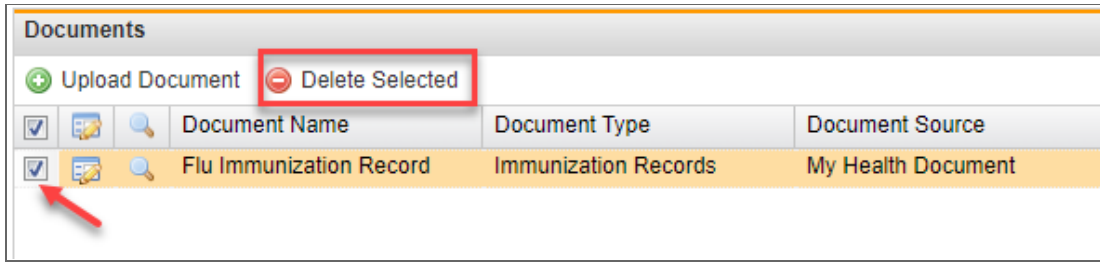 Documents
Upload Document Delete Selected
Document Name Document Type Document Source
Flu Immunization Record Immunization Records My Health Document